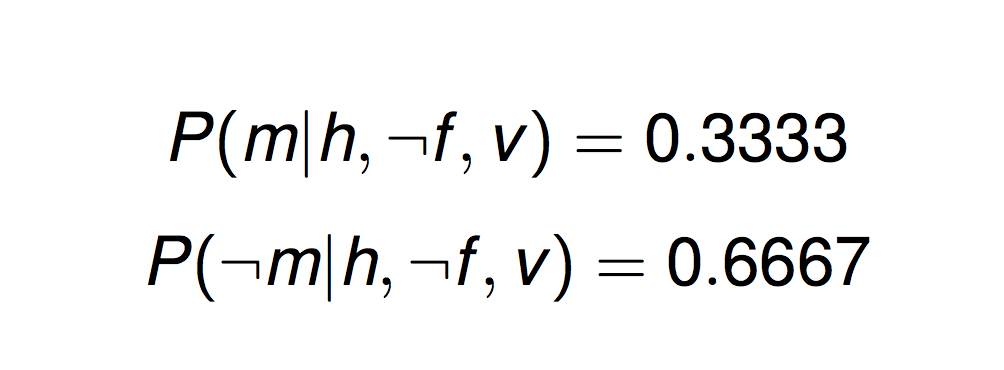 P(m|h, ¬f, v) = 0.3333
P(¬m|h, ¬f, v) = 0.6667